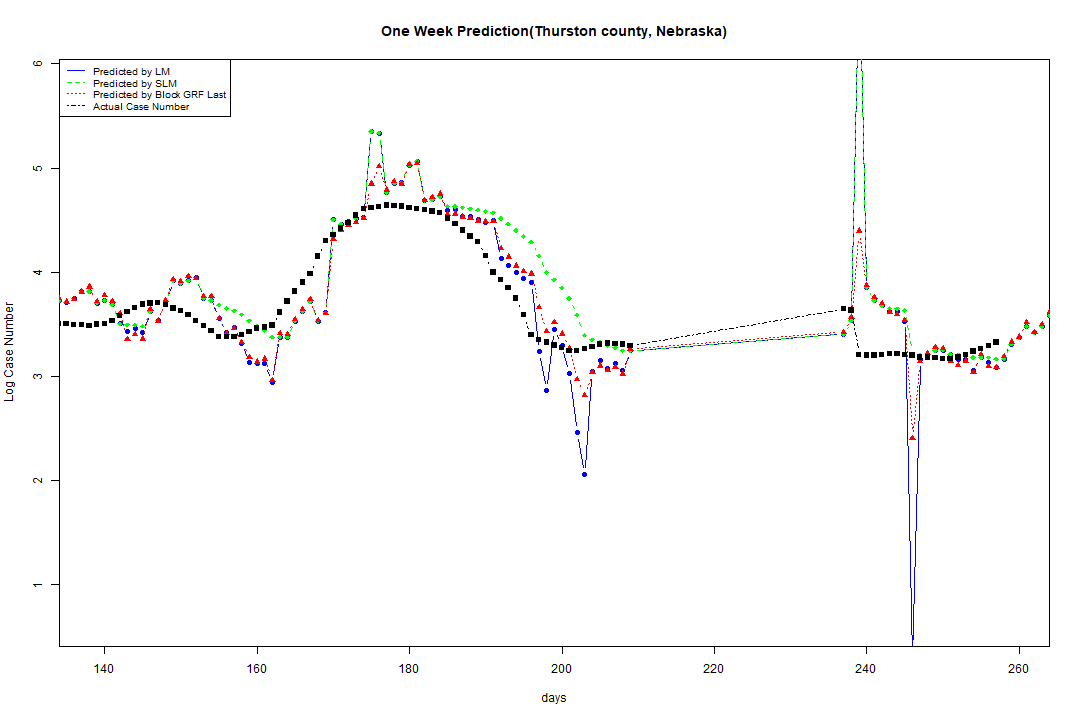 One Week Prediction(Thurston county, Nebraska)
Predicted by LM
Predicted by SLM
Predicted by Block GRF Last
Actual Case Number
Log Case Number
6
5
4
3
2
1
140 160 180 200 220 240 260
days